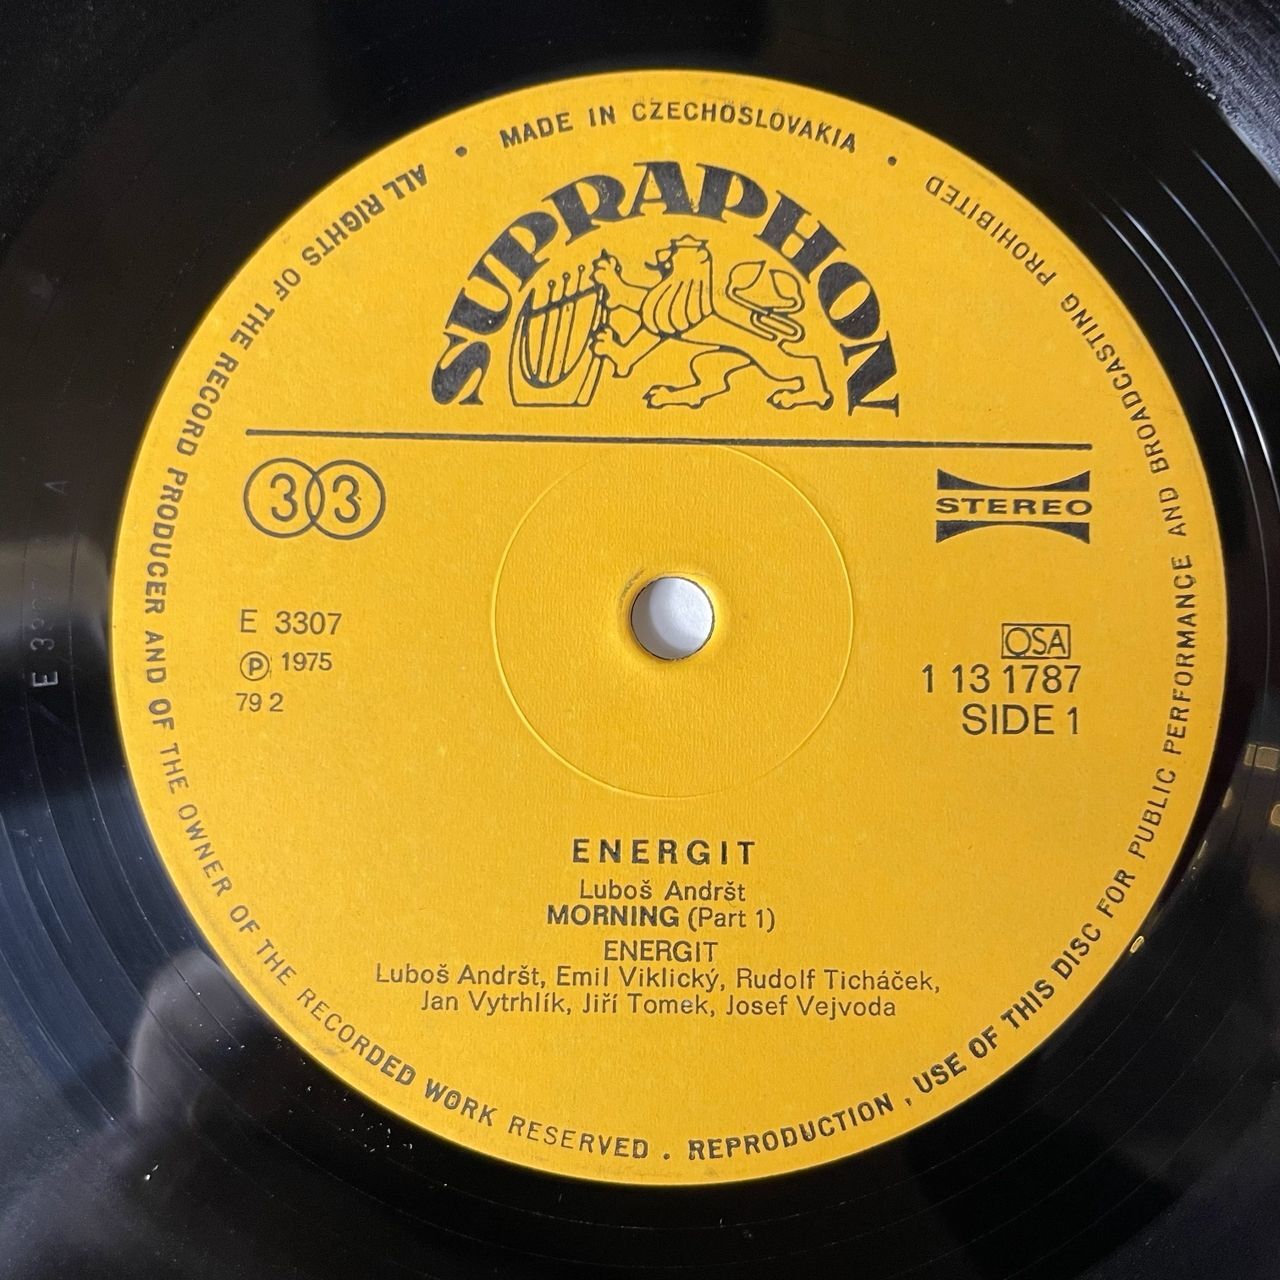 MADE IN CZECHOSLOVAKIA
ALL RIGHTS OF THE RECORD PRODUCER AND OF THE OWNER OF THE RECORDED WORK RESERVED . REPRODUCTION , USE OF THIS DISC FOR PUBLIC PERFORMANCE AND BROADCASTING PROHIBITED
SUPRAPHON
33
STEREO
E 3307
℗ 1975
79 2
OSA
1 13 1787
SIDE 1
ENERGIT
Luboš Andršt
MORNING (Part 1)
ENERGIT
Luboš Andršt, Emil Viklický, Rudolf Ticháček,
Jan Vytrhlík, Jiří Tomek, Josef Vejvoda